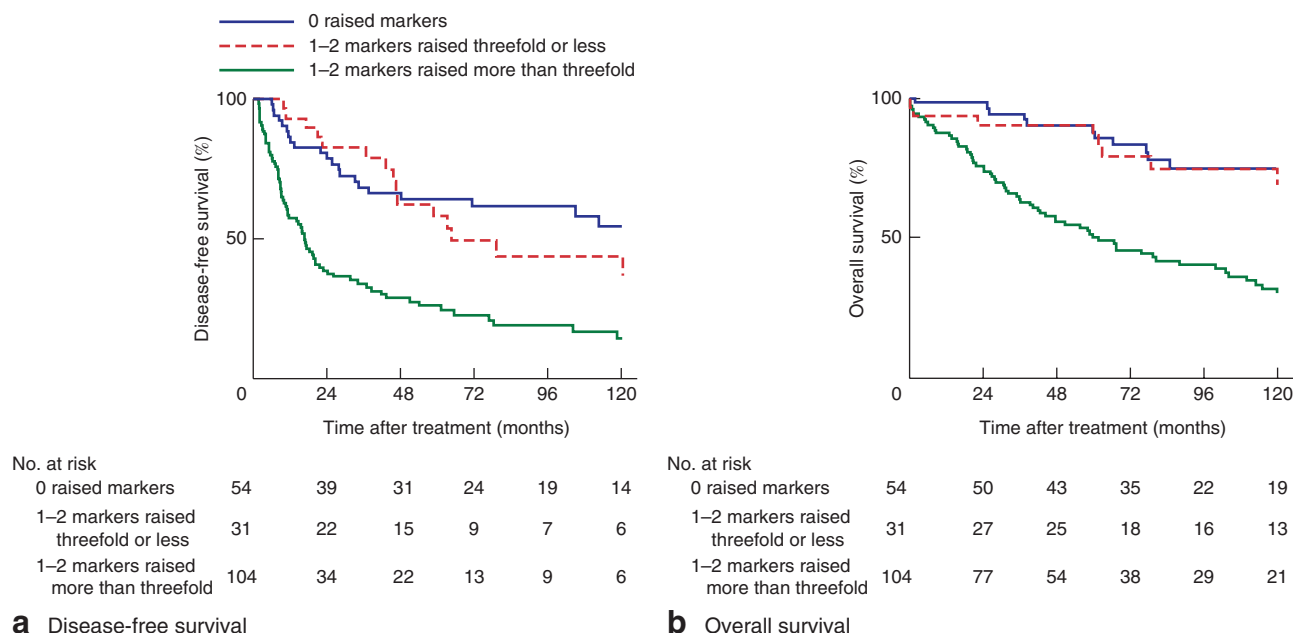 0 raised markers
1–2 markers raised threefold or less
1–2 markers raised more than threefold
100
50
0
24
48
72
96
120
Disease-free survival (%)
Time after treatment (months)
No. at risk
0 raised markers 54 39 31 24 19 14
1–2 markers raised
threefold or less 31 22 15 9 7 6
1–2 markers raised
more than threefold 104 34 22 13 9 6
a Disease-free survival
100
50
0
24
48
72
96
120
Overall survival (%)
Time after treatment (months)
No. at risk
0 raised markers 54 50 43 35 22 19
1–2 markers raised
threefold or less 31 27 25 18 16 13
1–2 markers raised
more than threefold 104 77 54 38 29 21
b Overall survival